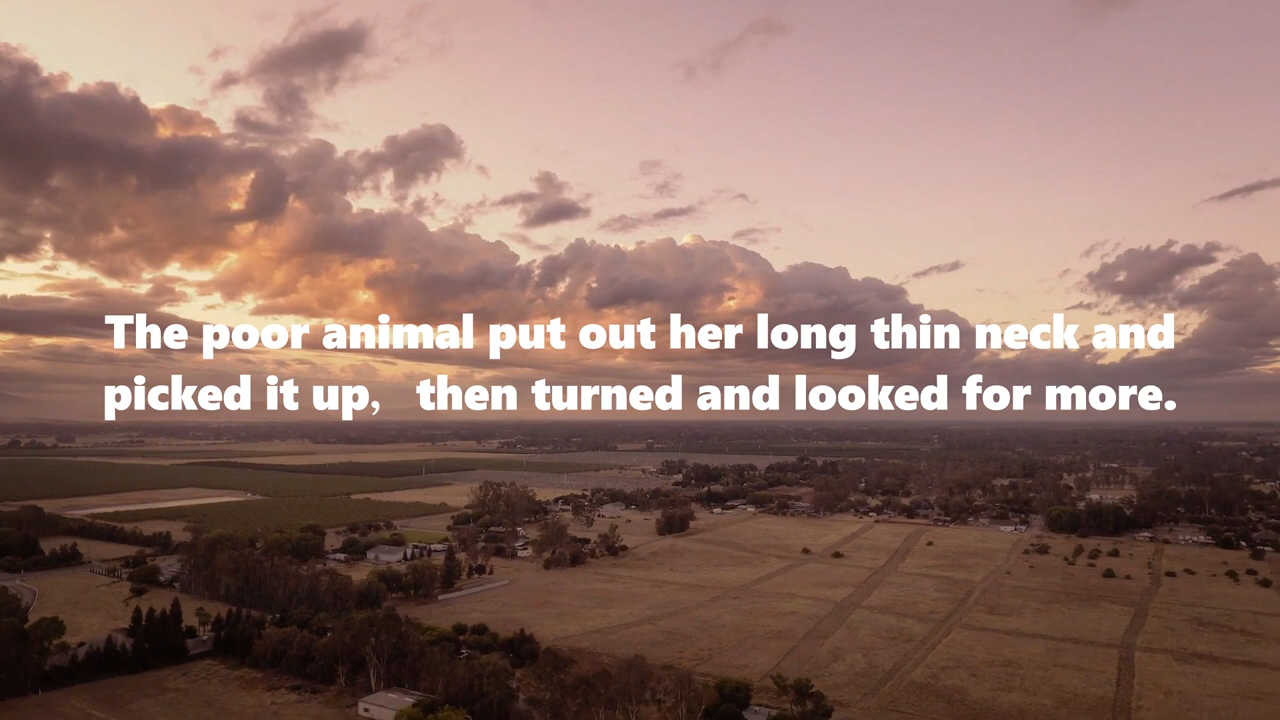 The poor animal put out her long thin neck and
picked it up, then turned and looked for more.